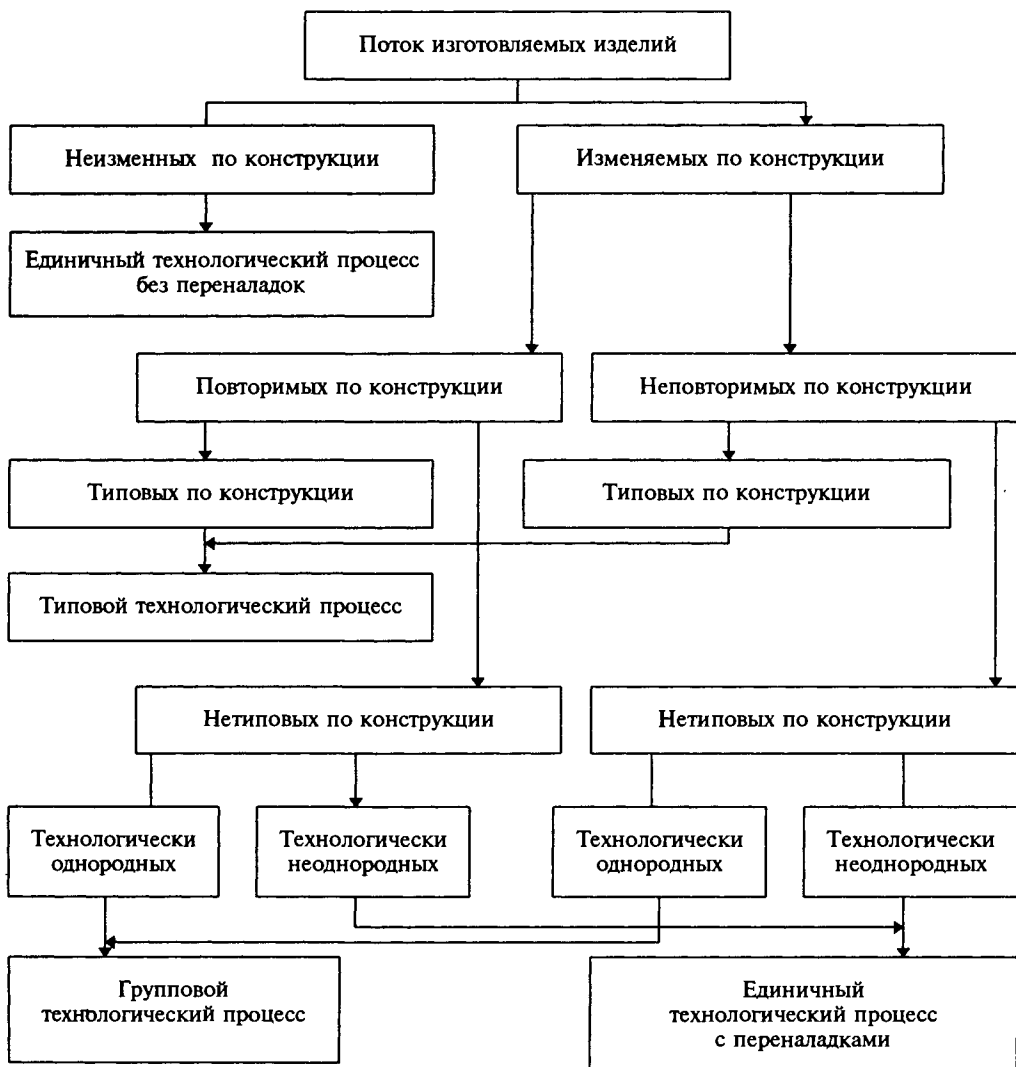 Поток изготовляемых изделий
Неизменных по конструкции
Изменяемых по конструкции
Единичный технологический процесс
без переналадок
Повторимых по конструкции
Неповторимых по конструкции
Типовых по конструкции
Типовых по конструкции
Типовой технологический процесс
Нетиповых по конструкции
Нетиповых по конструкции
Технологически
однородных
Технологически
неоднородных
Технологически
однородных
Технологически
неоднородных
Групповой
технологический процесс
Единичный
технологический процесс
с переналадками